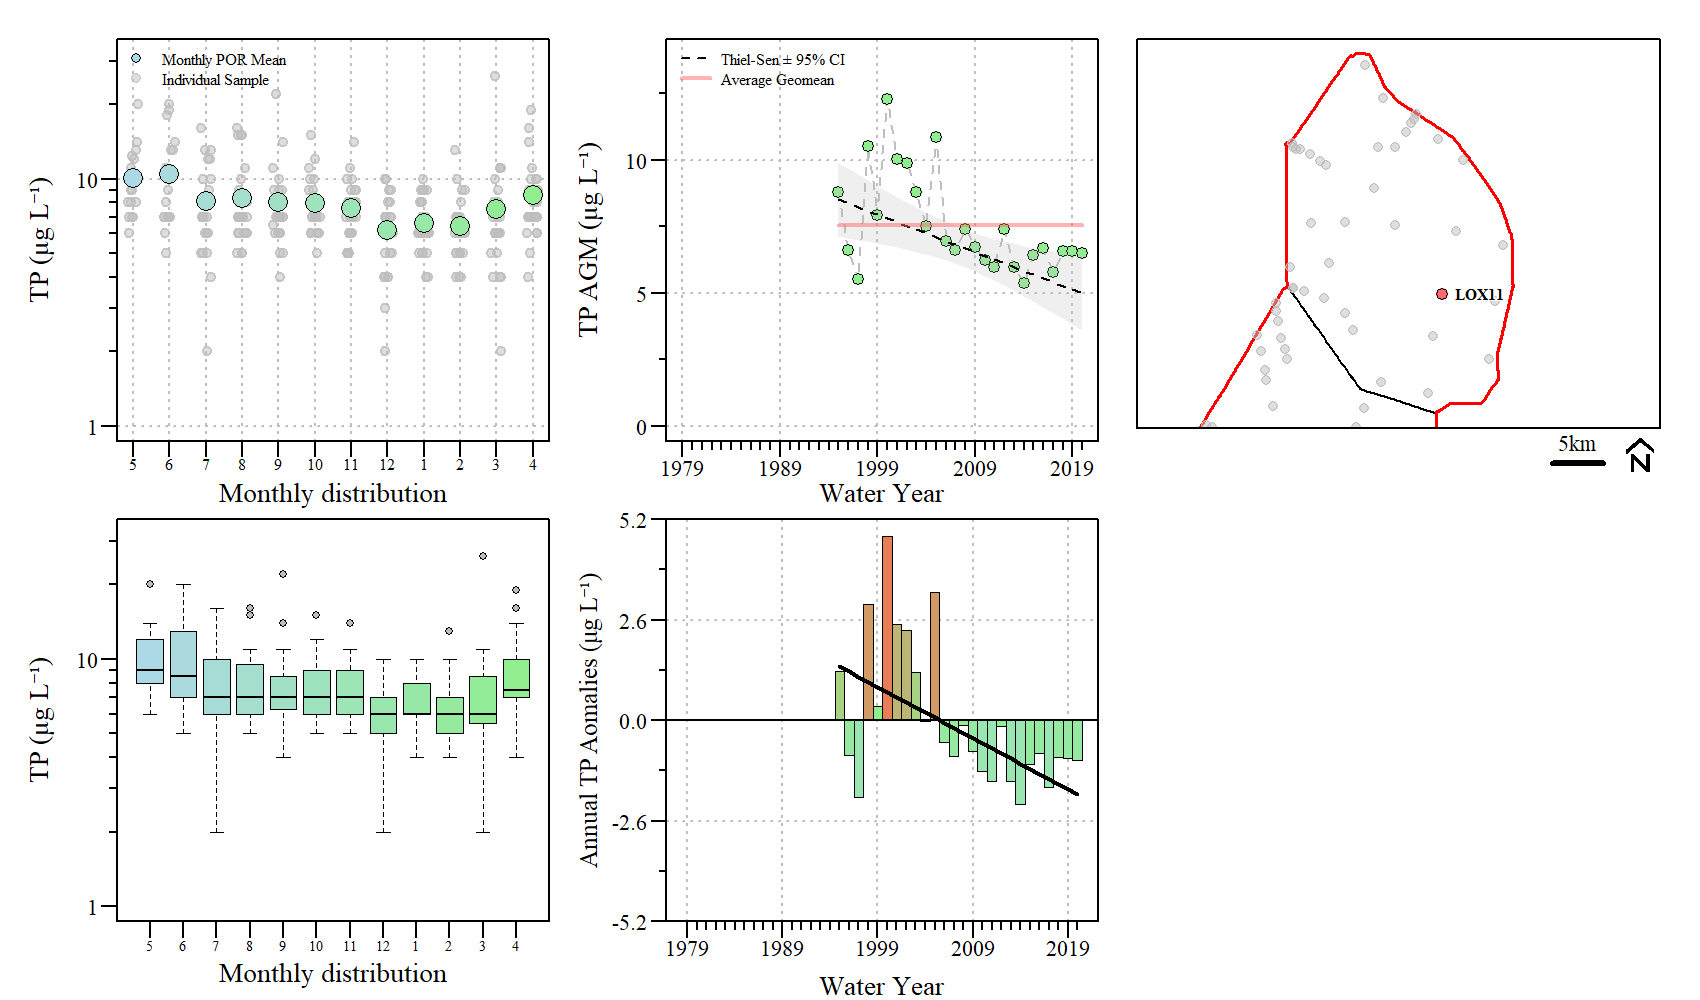 Monthly POR Mean
Individual Sample
TP (µg L⁻¹)
10
1
5 6 7 8 9 10 11 12 1 2 3 4
Monthly distribution
Thiel-Sen ± 95% CI
Average Geomean
TP AGM (µg L⁻¹)
10
5
0
1979 1989 1999 2009 2019
Water Year
LOX11
5km
N
TP (µg L⁻¹)
10
1
5 6 7 8 9 10 11 12 1 2 3 4
Monthly distribution
Annual TP Aomalies (µg L⁻¹)
5.2
2.6
0.0
-2.6
-5.2
1979 1989 1999 2009 2019
Water Year